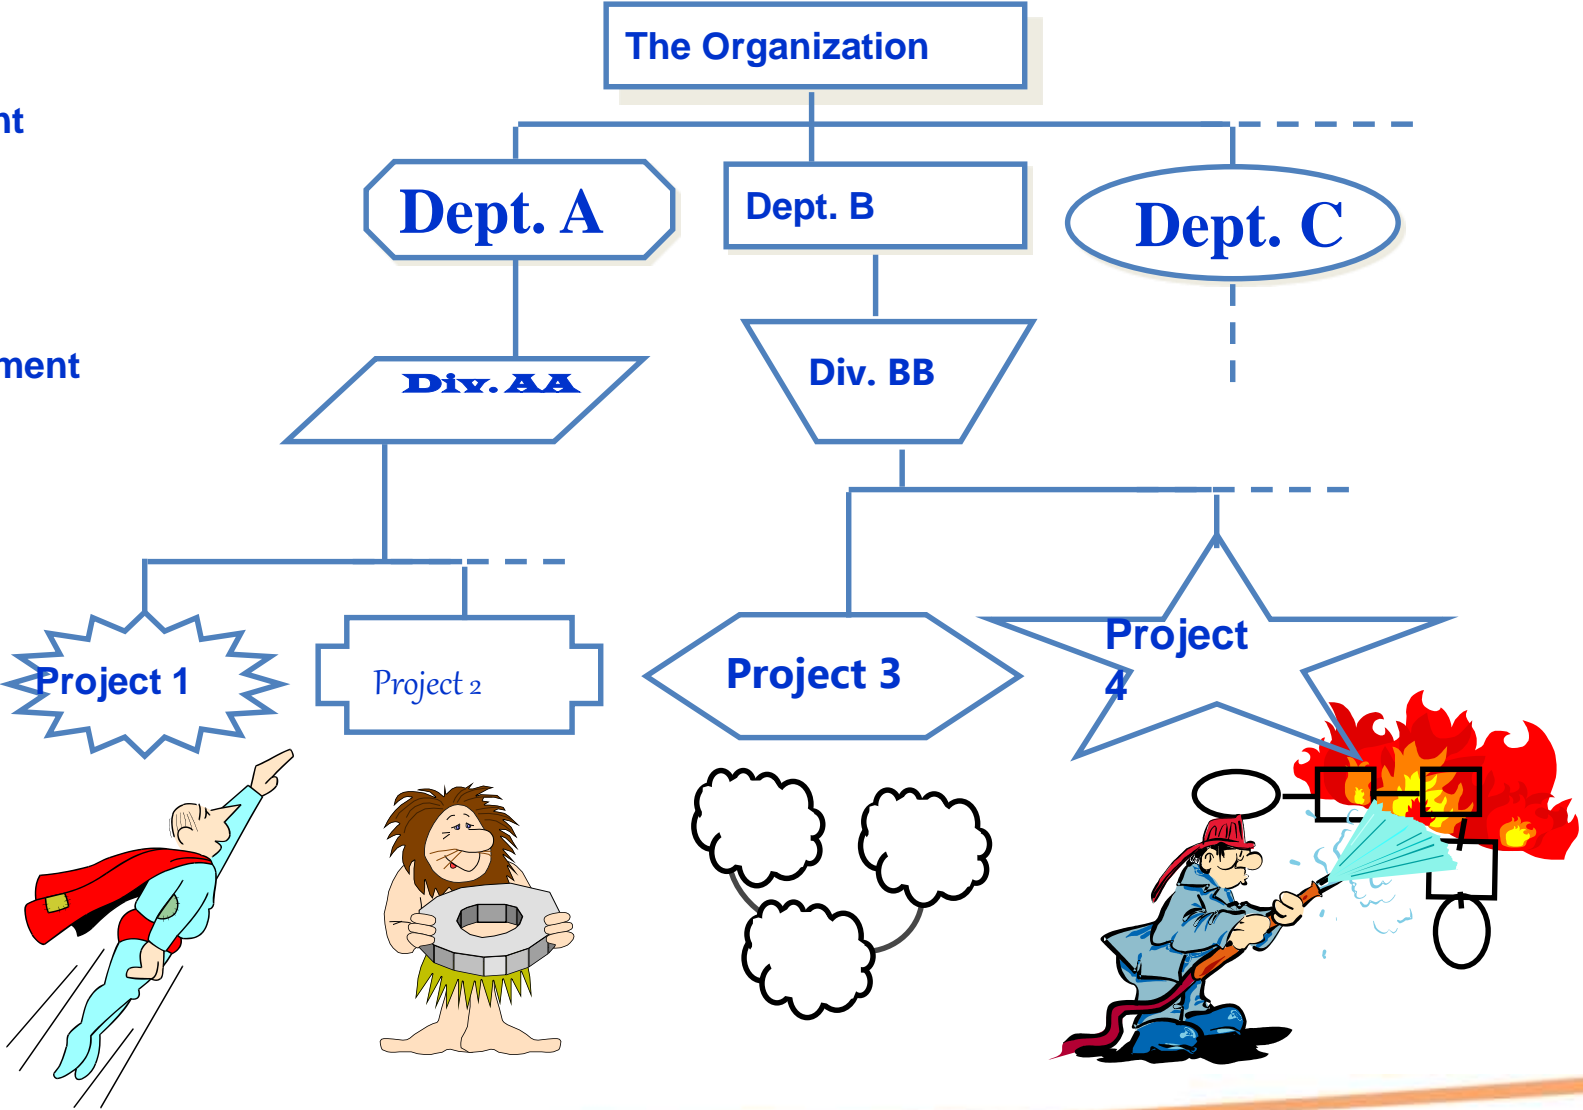 The Organization
nt
Dept. A
Dept. B
Dept. C
ment
Div. AA
Div. BB
Project 1
Project 2
Project 3
Project
4